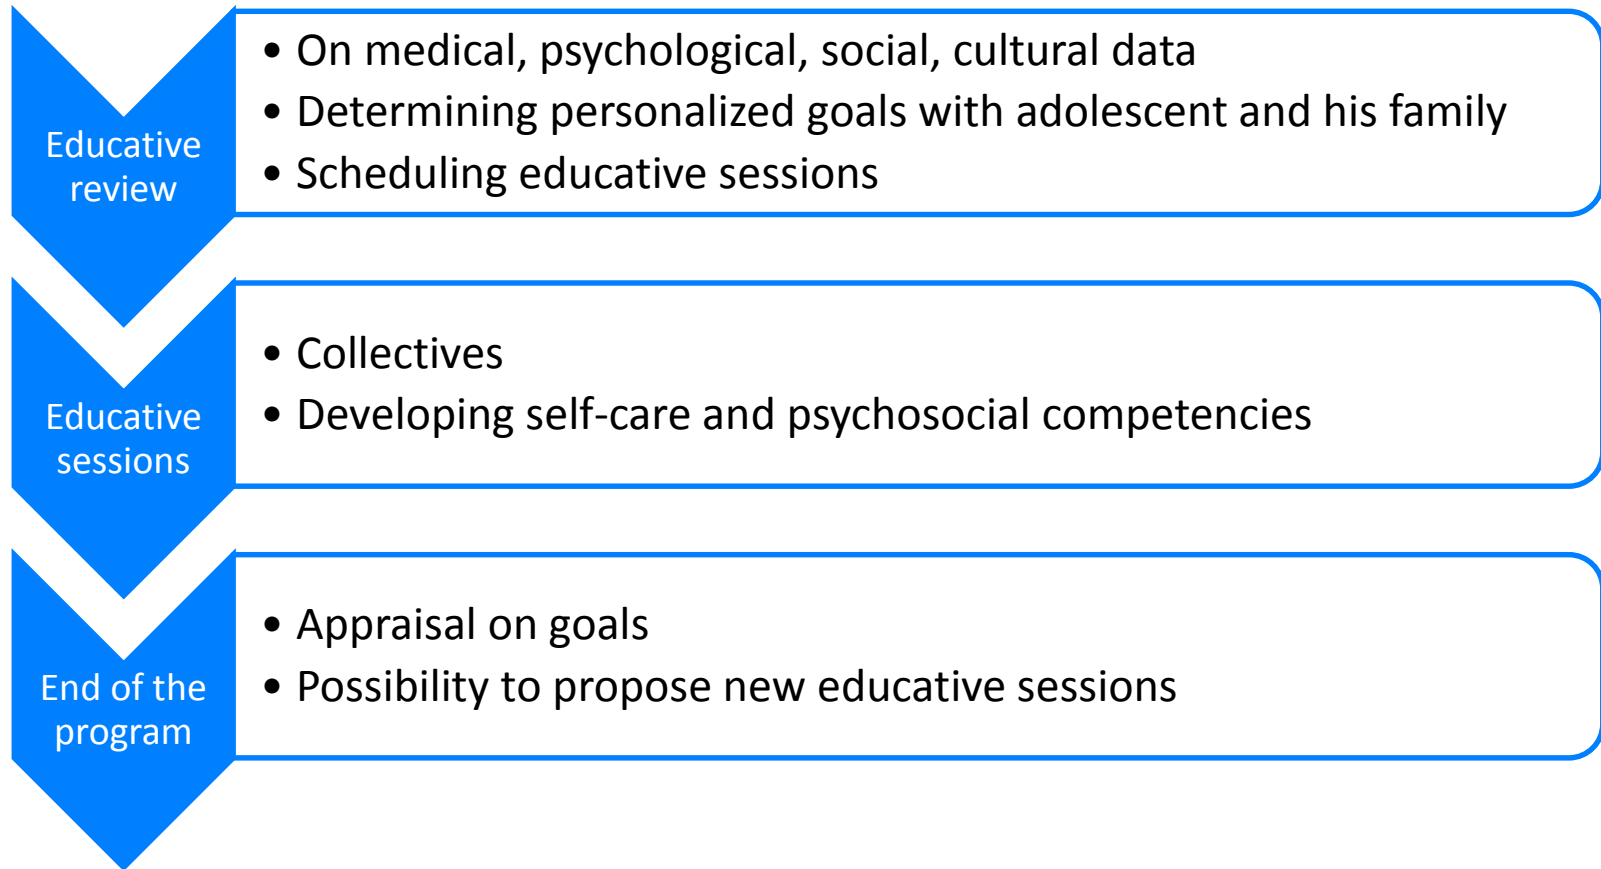 Educative
review
• On medical, psychological, social, cultural data
• Determining personalized goals with adolescent and his family
• Scheduling educative sessions
Educative
sessions
• Collectives
• Developing self-care and psychosocial competencies
End of the
program
• Appraisal on goals
• Possibility to propose new educative sessions